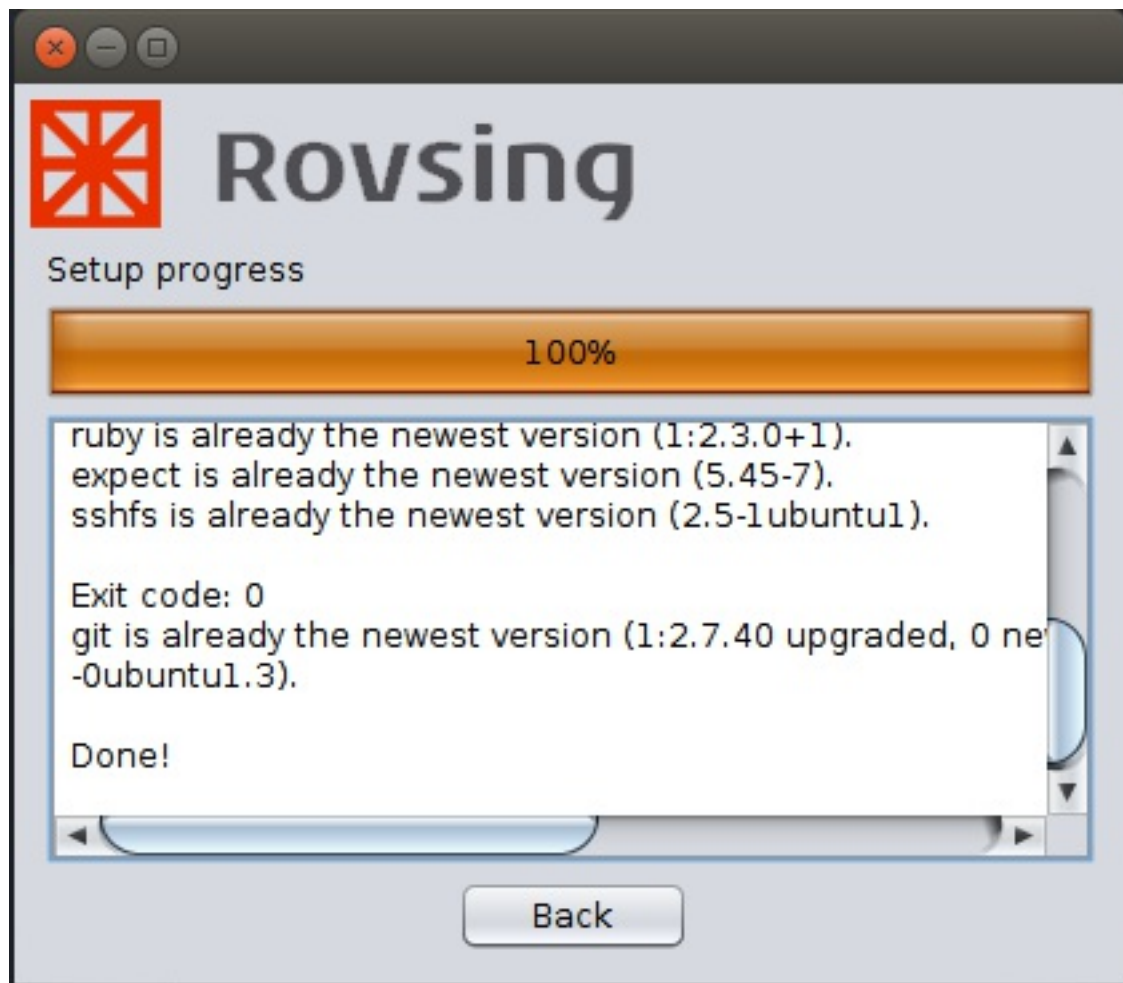 Rovsing
Setup progress
100%
ruby is already the newest version (1:2.3.0+1).
expect is already the newest version (5.45-7).
sshfs is already the newest version (2.5-1ubuntu1).
Exit code: 0
git is already the newest version (1:2.7.40 upgraded, 0 ne
-0ubuntu1.3).
Done!
Back